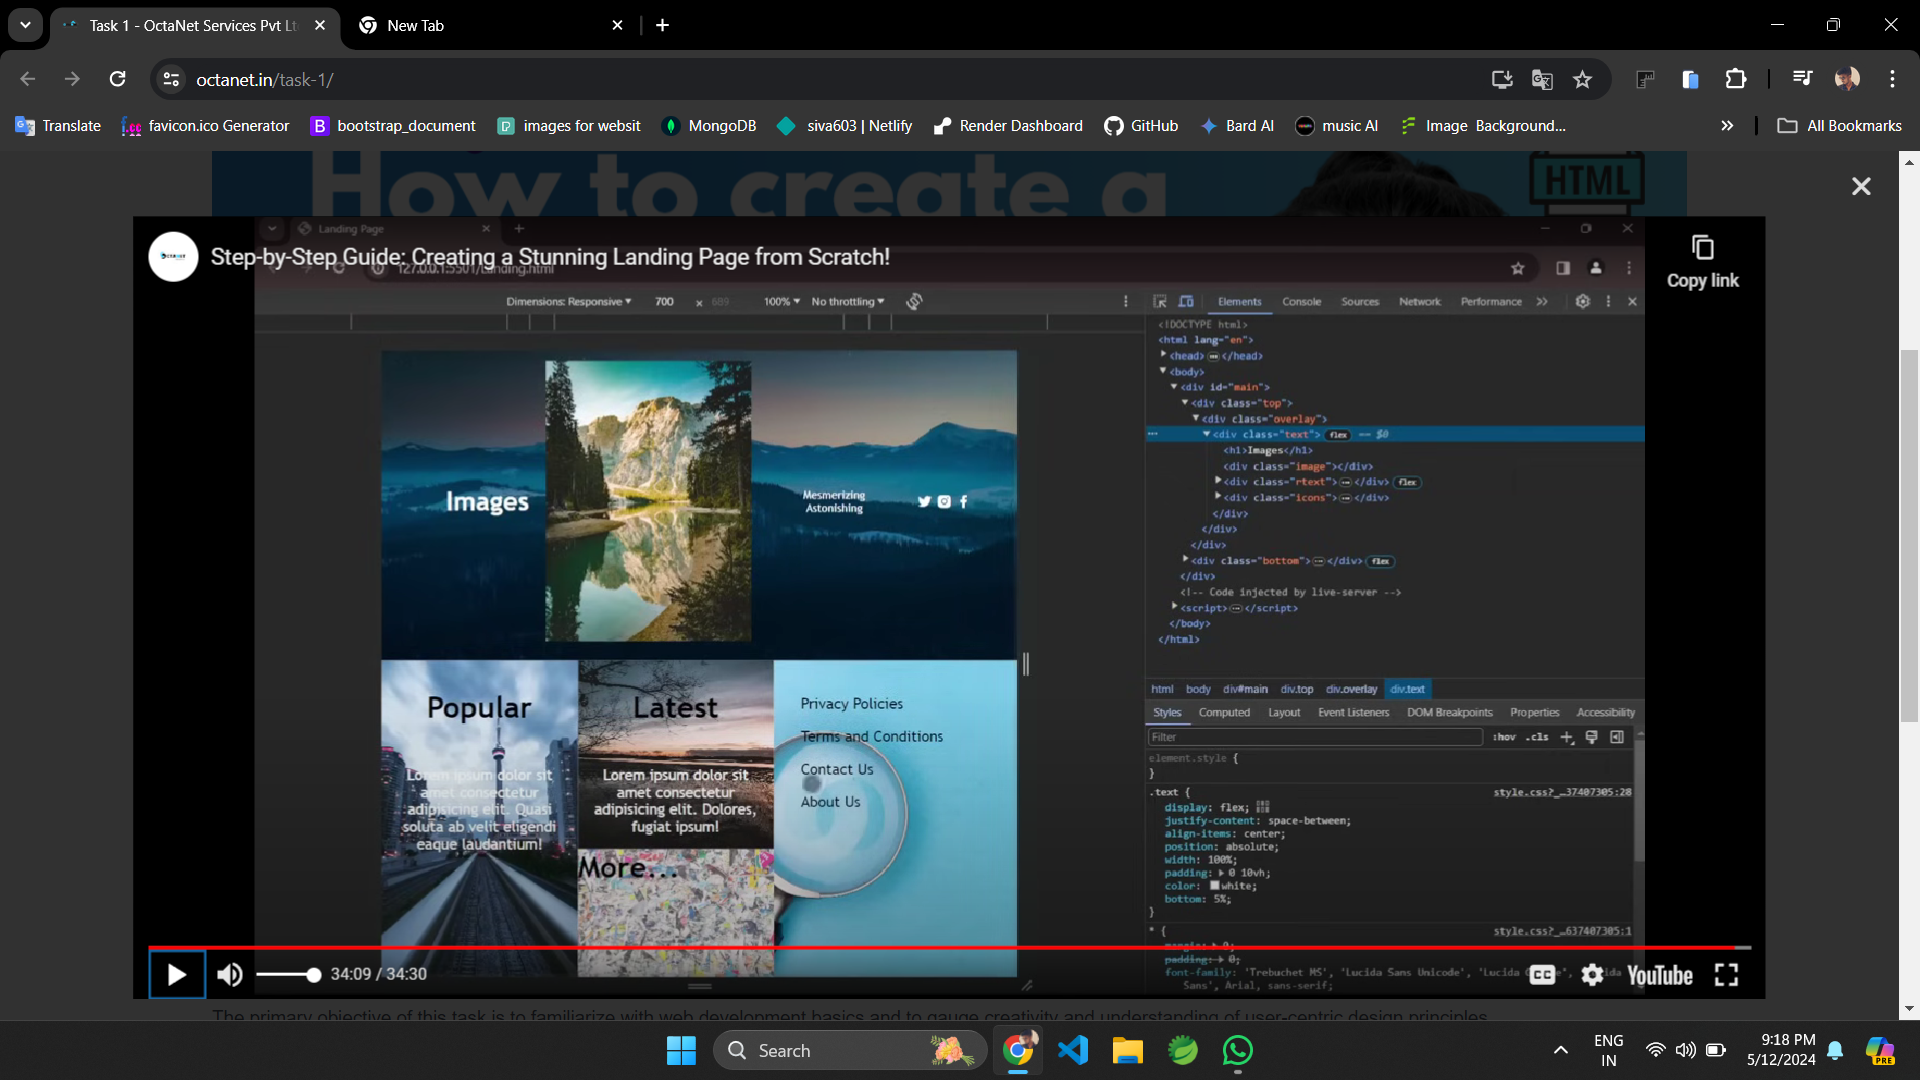 Task 1 - OctaNet Services Pvt Lt
New Tab
octanet.in/task-1/
Translate
favicon.ico Generator
bootstrap_document
images for websit
MongoDB
siva603 | Netlify
Render Dashboard
GitHub
Bard AI
music AI
Image Background...
All Bookmarks
How to create a
HTML
Landing Page
Step-by-Step Guide: Creating a Stunning Landing Page from Scratch!
127.0.0.1:5501/Landing.html
Copy link
Dimensions: Responsive 700 × 689 100% No throttling
Elements Console Sources Network Performance
<!DOCTYPE html>
<html lang="en">
<head> </head>
<body>
<div id="main">
<div class="top">
<div class="overlay">
<div class="text"> flex == $0
<h1>Images</h1>
<div class="image"></div>
<div class="rtext"> </div> flex
<div class="icons"> </div>
</div>
</div>
</div>
<div class="bottom"> </div> flex
</div>
<!-- Code injected by live-server -->
<script> </script>
</body>
</html>
Images
Mesmerizing
Astonishing
Popular
Lorem ipsum dolor sit
amet consectetur
adipisicing elit. Quasi
soluta ab velit eligendi
eaque laudantium!
Latest
Lorem ipsum dolor sit
amet consectetur
adipisicing elit. Dolores,
fugiat ipsum!
More...
Privacy Policies
Terms and Conditions
Contact Us
About Us
html body div#main div.top div.overlay div.text
Styles Computed Layout Event Listeners DOM Breakpoints Properties Accessibility
Filter :hov .cls
element.style {
}
.text { style.css?_…37407305:28
display: flex;
justify-content: space-between;
align-items: center;
position: absolute;
width: 100%;
padding: 0 10vh;
color: white;
bottom: 5%;
}
* { style.css?_…637407305:1
margin: 0;
padding: 0;
font-family: 'Trebuchet MS', 'Lucida Sans Unicode', 'Lucida
Sans', Arial, sans-serif;
34:09 / 34:30
CC
YouTube
The primary objective of this task is to familiarize with web development basics and to gauge creativity and understanding of user-centric design principles
Search
ENG
IN
9:18 PM
5/12/2024
PRE